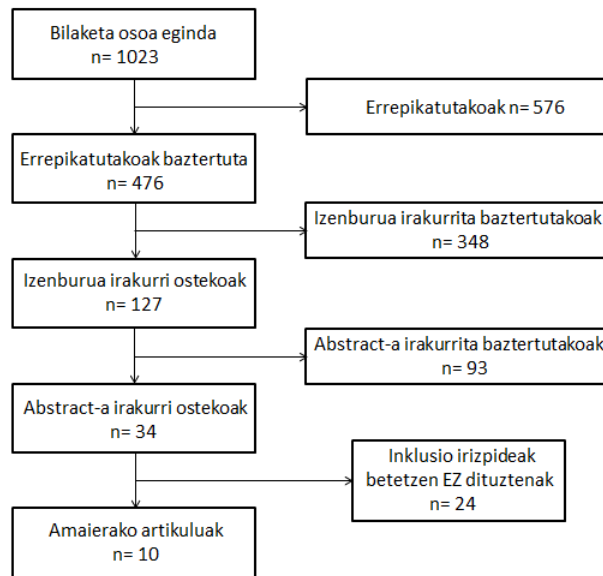 Bilaketa osoa eginda
n= 1023
Errepikatutakoak n= 576
Errepikatutakoak baztertuta
n= 476
Izenburua irakurrita baztertutakoak
n= 348
Izenburua irakurri ostekoak
n= 127
Abstract-a irakurrita baztertutakoak
n= 93
Abstract-a irakurri ostekoak
n= 34
Inklusio irizpideak
betetzen EZ dituztenak
n= 24
Amaierako artikuluak
n= 10